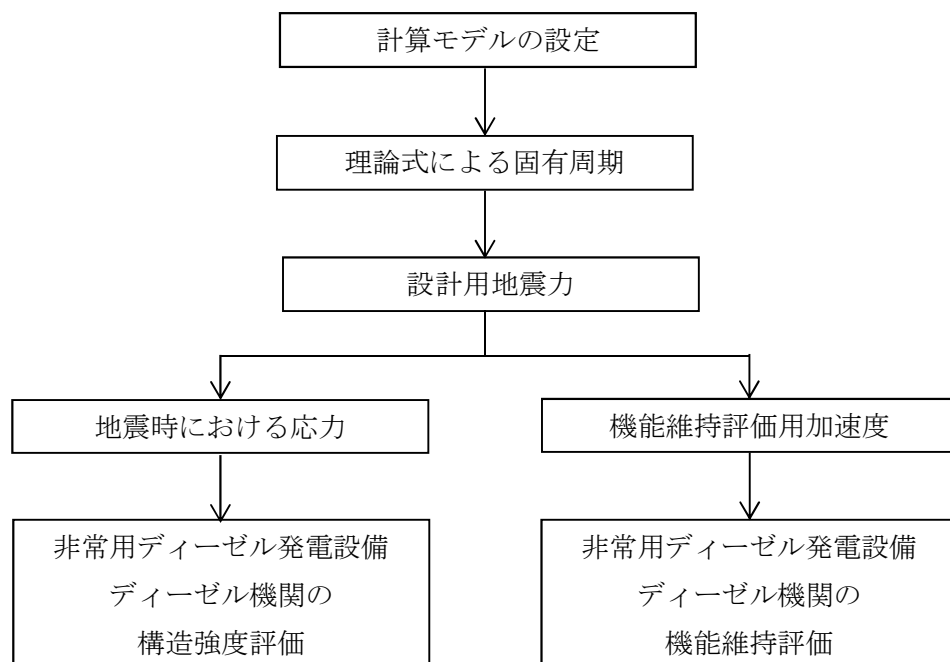 計算モデルの設定
理論式による固有周期
設計用地震力
地震時における応力
機能維持評価用加速度
非常用ディーゼル発電設備
ディーゼル機関の
構造強度評価
非常用ディーゼル発電設備
ディーゼル機関の
機能維持評価